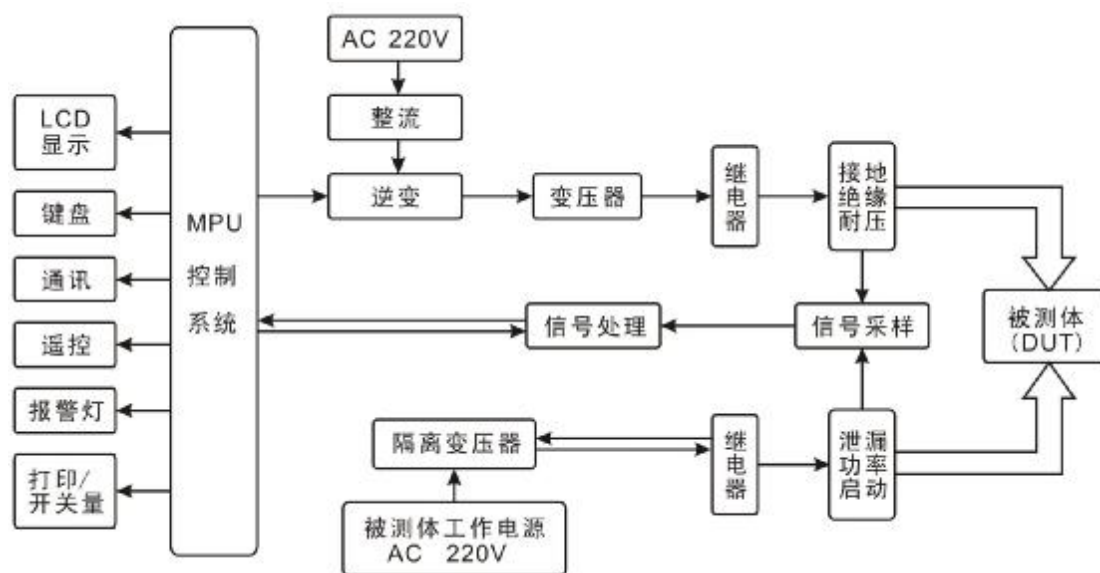 AC 220V
整流
逆变
变压器
继
电
器
接地
绝缘
耐压
LCD
显示
键盘
通讯
遥控
报警灯
打印/
开关量
MPU
控制
系统
信号处理
信号采样
被测体
(DUT)
隔离变压器
继
电
器
泄漏
功率
启动
被测体工作电源
AC 220V